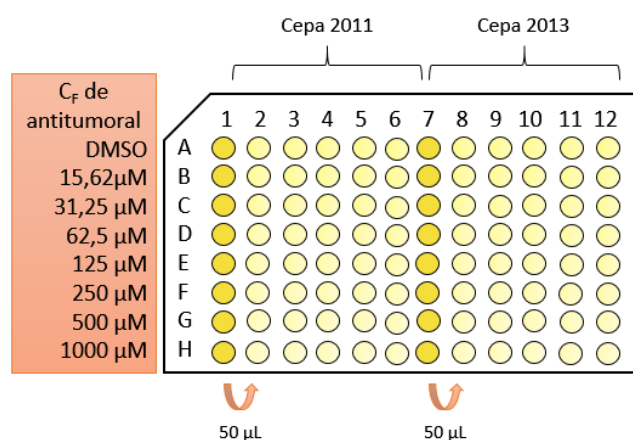 Cepa 2011 Cepa 2013
C_F de
antitumoral
1 2 3 4 5 6 7 8 9 10 11 12
DMSO A
15,62µM B
31,25 µM C
62,5 µM D
125 µM E
250 µM F
500 µM G
1000 µM H
50 µL 50 µL